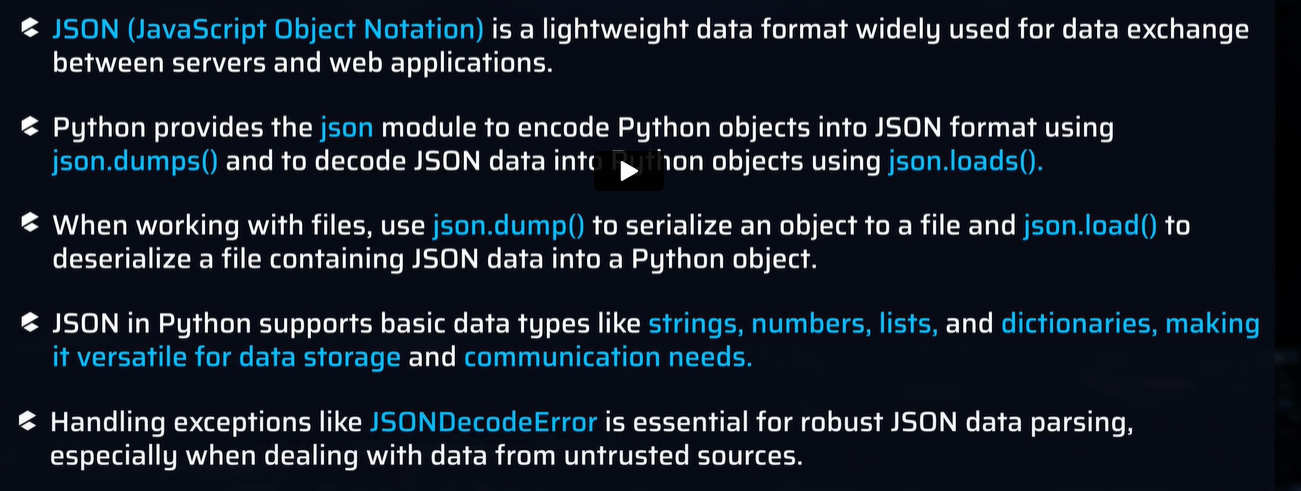 JSON (JavaScript Object Notation) is a lightweight data format widely used for data exchange
between servers and web applications.
Python provides the json module to encode Python objects into JSON format using
json.dumps() and to decode JSON data into Python objects using json.loads().
When working with files, use json.dump() to serialize an object to a file and json.load() to
deserialize a file containing JSON data into a Python object.
JSON in Python supports basic data types like strings, numbers, lists, and dictionaries, making
it versatile for data storage and communication needs.
Handling exceptions like JSONDecodeError is essential for robust JSON data parsing,
especially when dealing with data from untrusted sources.